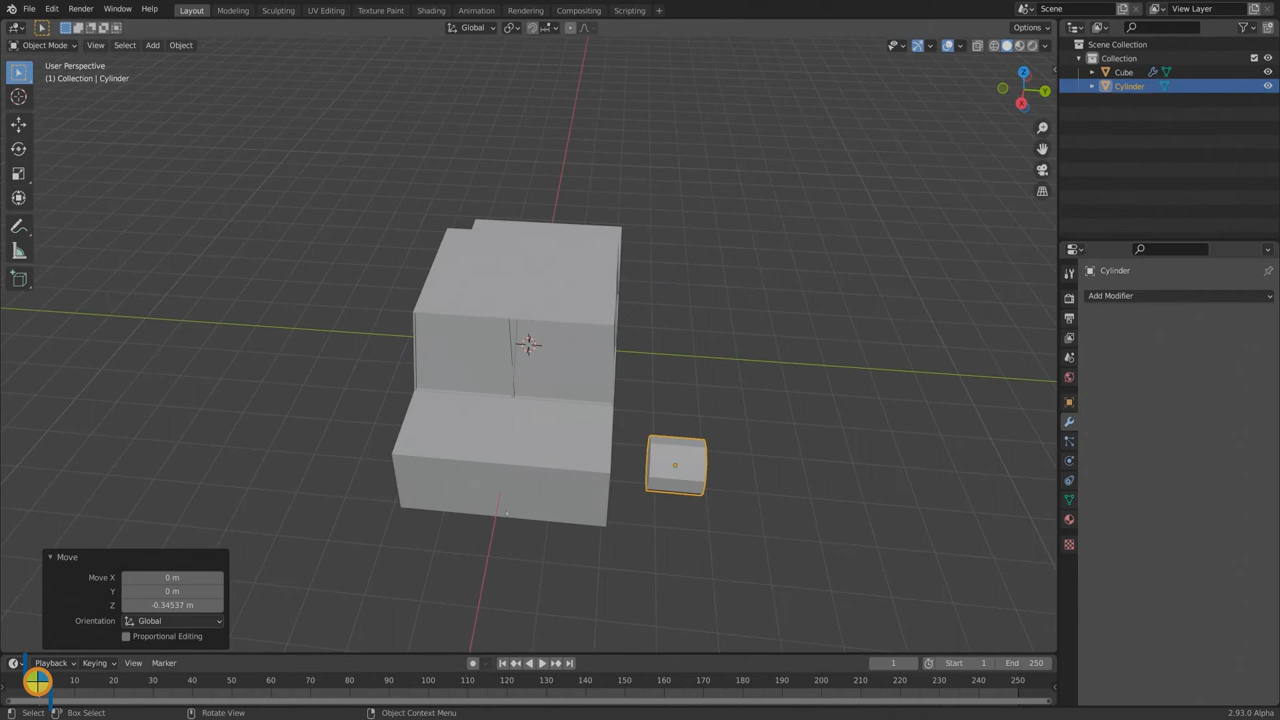 File Edit Render Window Help Layout Modeling Sculpting UV Editing Texture Paint Shading Animation Rendering Compositing Scripting + Scene View Layer
Global Options
Object Mode View Select Add Object
Scene Collection
Collection
Cube
Cylinder
User Perspective
(1) Collection | Cylinder
Z
Y
X
Cylinder
Add Modifier
Move
Move X 0 m
Y 0 m
Z -0.34537 m
Orientation Global
Proportional Editing
Playback Keying View Marker 1 Start 1 End 250
10 20 30 40 50 60 70 80 90 100 110 120 130 140 150 160 170 180 190 200 210 220 230 240 250
Select Box Select Rotate View Object Context Menu 2.93.0 Alpha